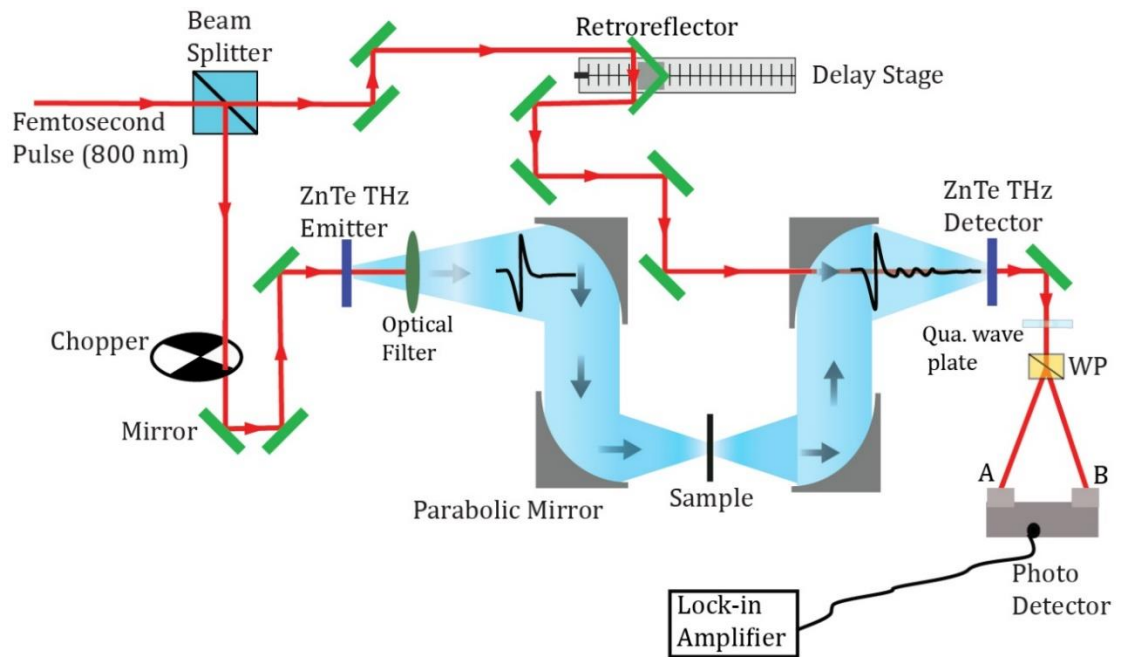 Beam
Splitter
Retroreflector
Delay Stage
Femtosecond
Pulse (800 nm)
ZnTe THz
Emitter
ZnTe THz
Detector
Optical
Filter
Qua. wave
plate
WP
Chopper
Mirror
Parabolic Mirror
Sample
A
B
Photo
Detector
Lock-in
Amplifier